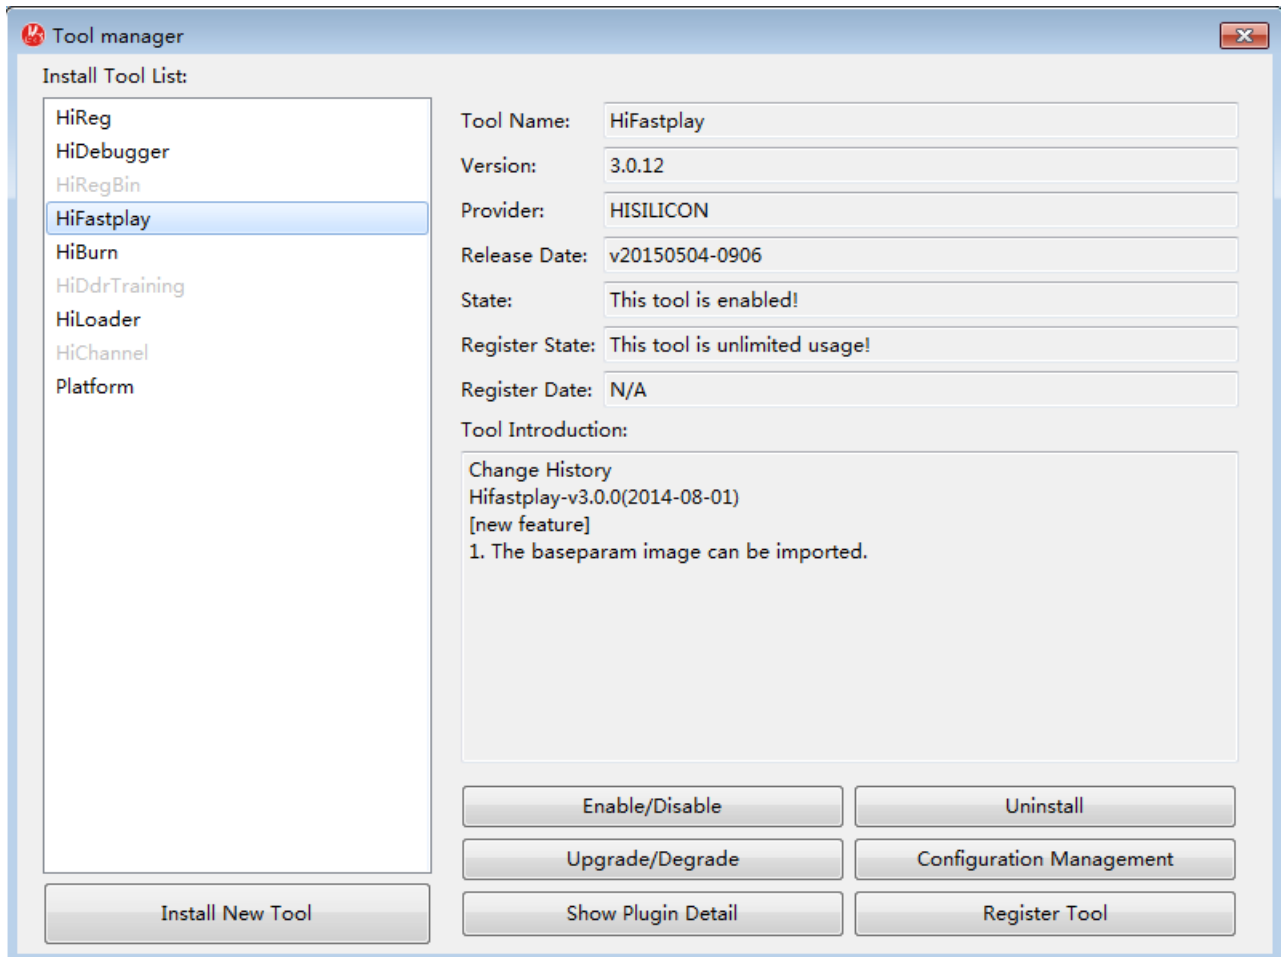 Tool manager
Install Tool List:
HiReg
HiDebugger
HiRegBin
HiFastplay
HiBurn
HiDdrTraining
HiLoader
HiChannel
Platform
Install New Tool
Tool Name: HiFastplay
Version: 3.0.12
Provider: HISILICON
Release Date: v20150504-0906
State: This tool is enabled!
Register State: This tool is unlimited usage!
Register Date: N/A
Tool Introduction:
Change History
Hifastplay-v3.0.0(2014-08-01)
[new feature]
1. The baseparam image can be imported.
Enable/Disable Uninstall
Upgrade/Degrade Configuration Management
Show Plugin Detail Register Tool